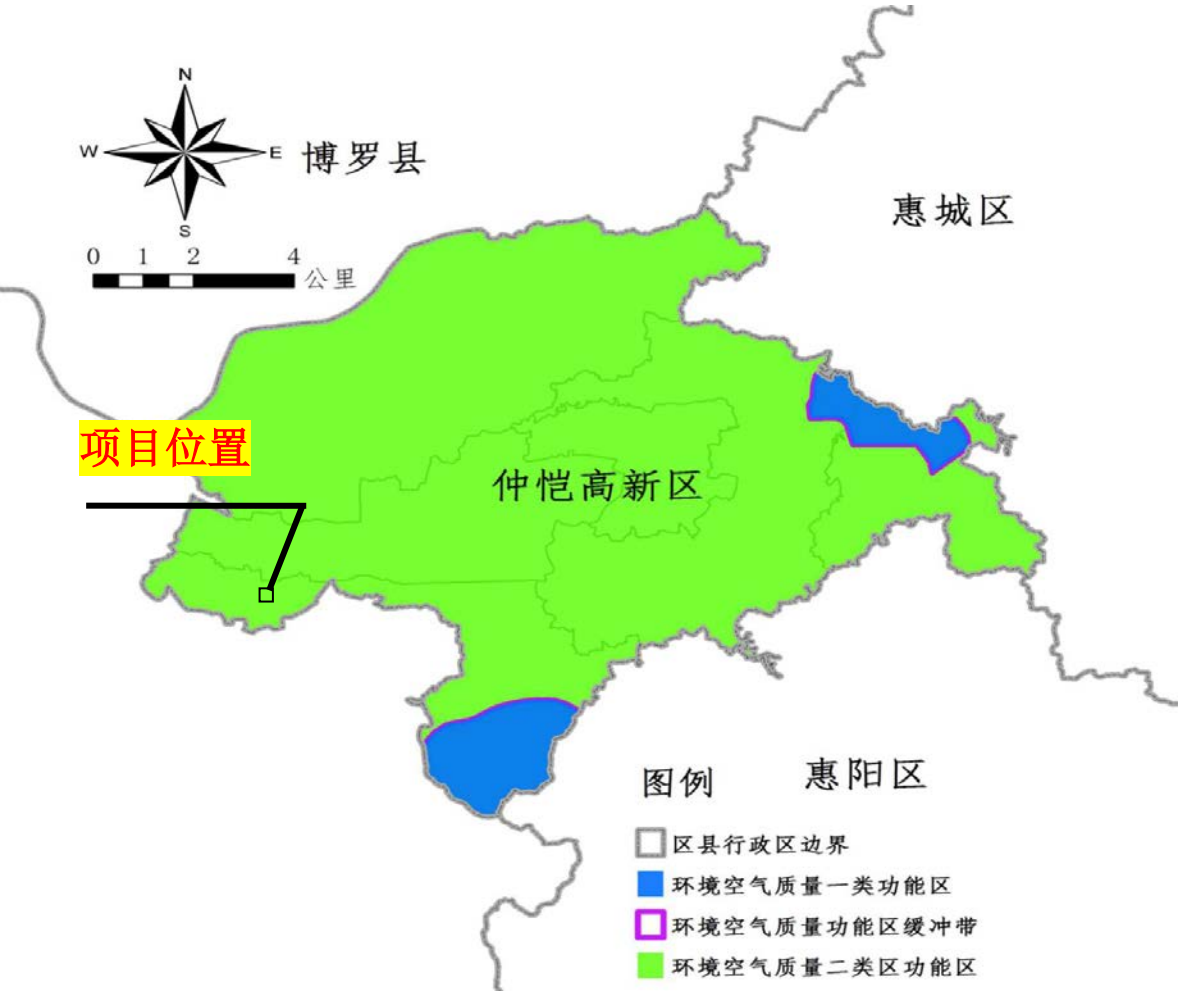 N
W
E
S
博罗县
惠城区
0 1 2 4
公里
项目位置
仲恺高新区
惠阳区
图例
区县行政区边界
环境空气质量一类功能区
环境空气质量功能区缓冲带
环境空气质量二类区功能区